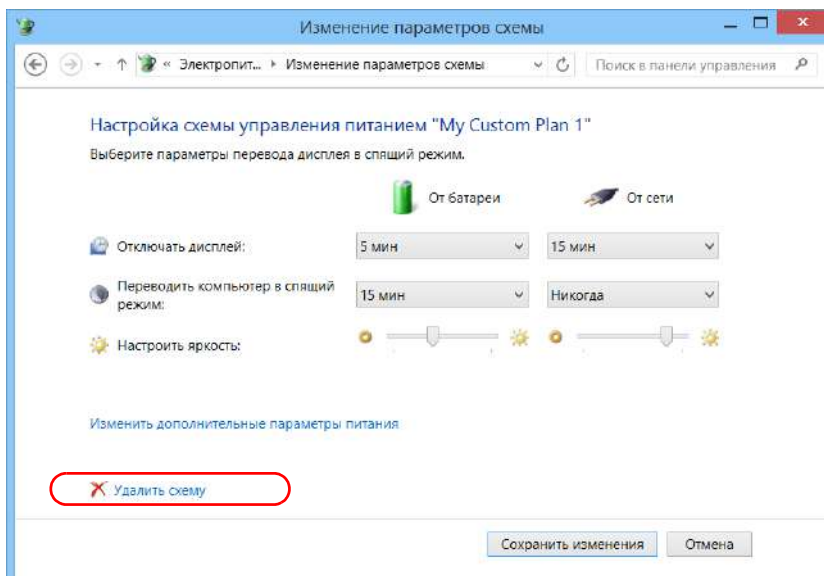 Изменение параметров схемы
« Электропит... Изменение параметров схемы
Поиск в панели управления
Настройка схемы управления питанием "My Custom Plan 1"
Выберите параметры перевода дисплея в спящий режим.
От батареи
От сети
Отключать дисплей:
5 мин
15 мин
Переводить компьютер в спящий
режим:
15 мин
Никогда
Настроить яркость:
Изменить дополнительные параметры питания
Удалить схему
Сохранить изменения
Отмена